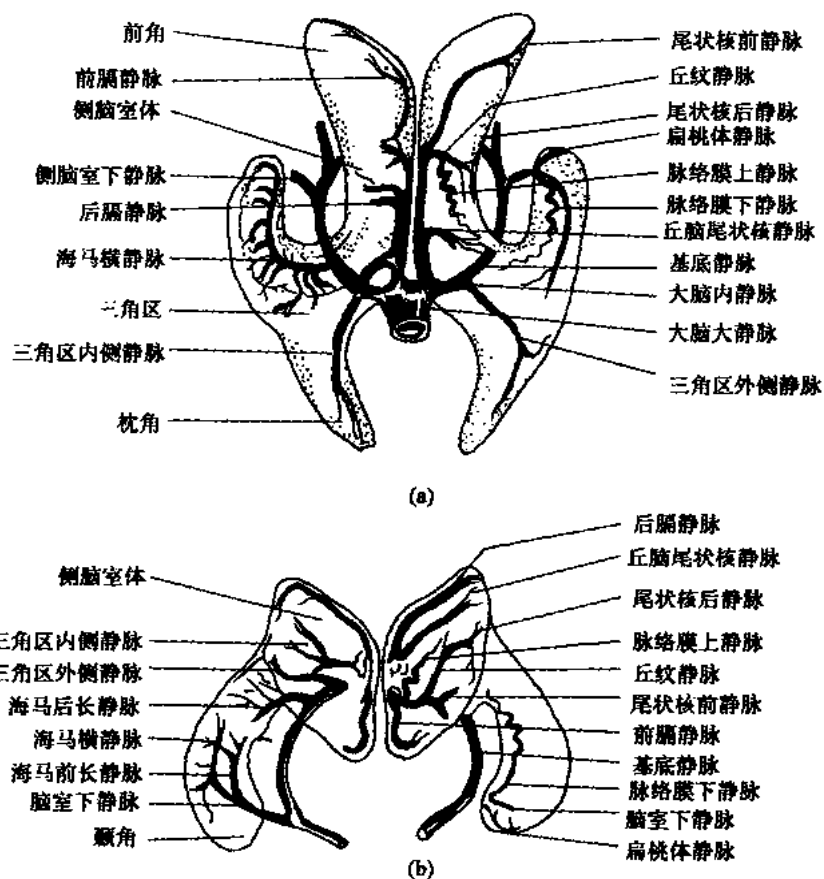 前角
前膈静脉
侧脑室体
侧脑室下静脉
后膈静脉
海马横静脉
三角区
三角区内侧静脉
枕角
尾状核前静脉
丘纹静脉
尾状核后静脉
扁桃体静脉
脉络膜上静脉
脉络膜下静脉
丘脑尾状核静脉
基底静脉
大脑内静脉
大脑大静脉
三角区外侧静脉
(a)
侧脑室体
三角区内侧静脉
三角区外侧静脉
海马后长静脉
海马横静脉
海马前长静脉
脑室下静脉
颞角
后膈静脉
丘脑尾状核静脉
尾状核后静脉
脉络膜上静脉
丘纹静脉
尾状核前静脉
前膈静脉
基底静脉
脉络膜下静脉
脑室下静脉
扁桃体静脉
(b)